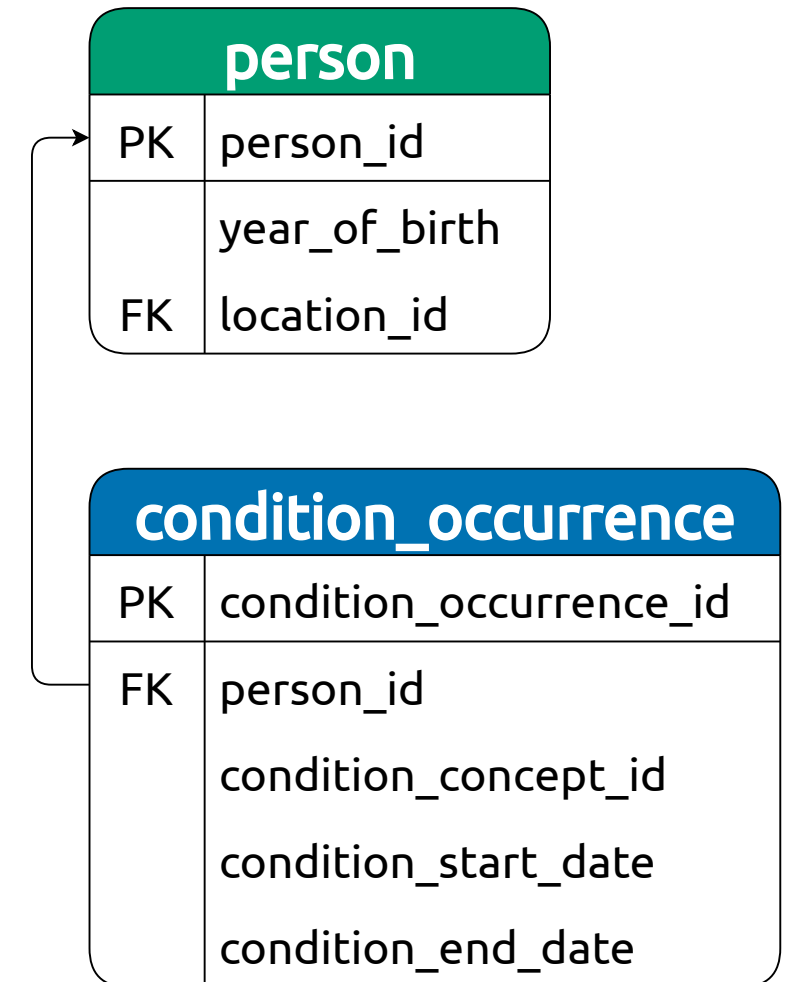 person
PK person_id
year_of_birth
FK location_id
condition_occurrence
PK condition_occurrence_id
FK person_id
condition_concept_id
condition_start_date
condition_end_date